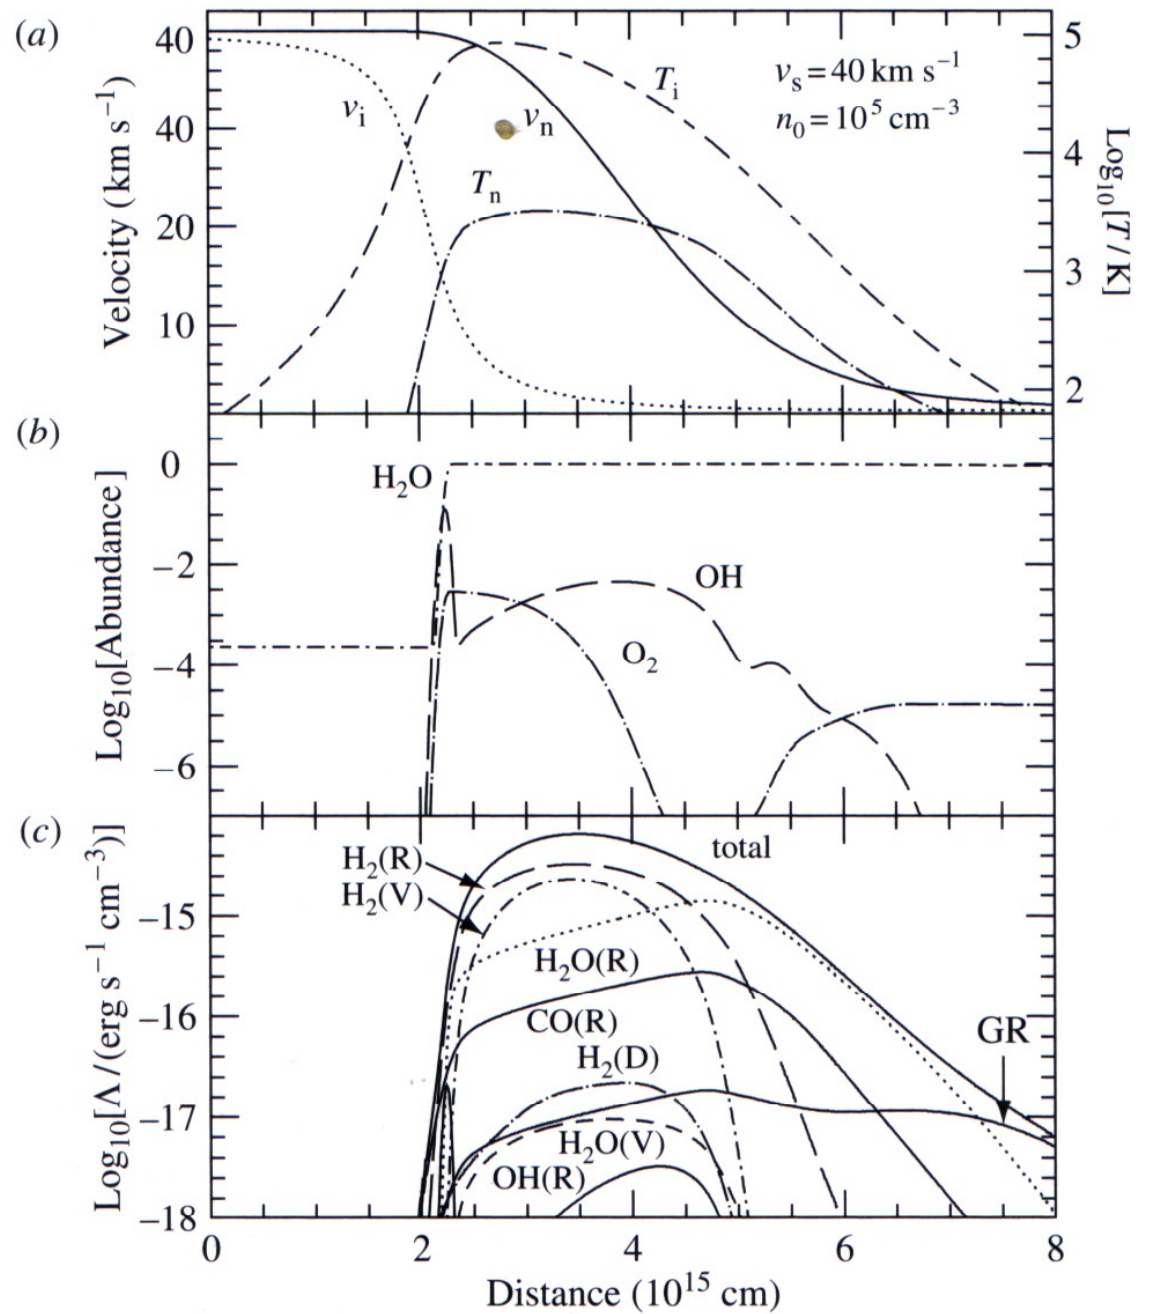 (a)
40
40
20
10
Velocity (km s⁻¹)
v_i
v_n
T_n
T_i
v_s = 40 km s⁻¹
n_0 = 10⁵ cm⁻³
5
4
3
2
Log₁₀[T / K]
(b)
0
−2
−4
−6
Log₁₀[Abundance]
H₂O
OH
O₂
(c)
−15
−16
−17
−18
Log₁₀[Λ /(erg s⁻¹ cm⁻³)]
H₂(R)
H₂(V)
total
H₂O(R)
CO(R)
H₂(D)
GR
H₂O(V)
OH(R)
0 2 4 6 8
Distance (10¹⁵ cm)